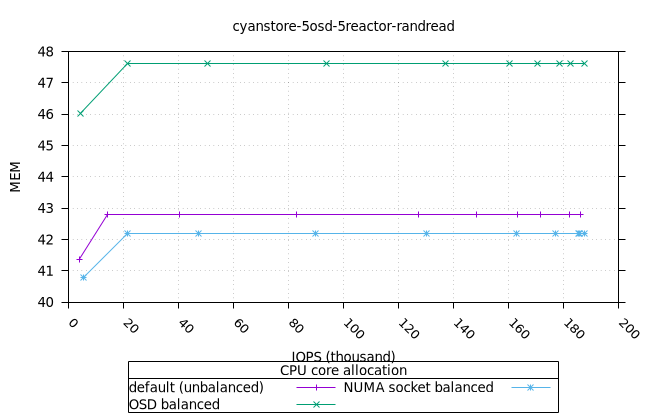 cyanstore-5osd-5reactor-randread
48
47
46
45
44
43
42
41
40
MEM
0 20 40 60 80 100 120 140 160 180 200
IOPS (thousand)
CPU core allocation
default (unbalanced) NUMA socket balanced
OSD balanced